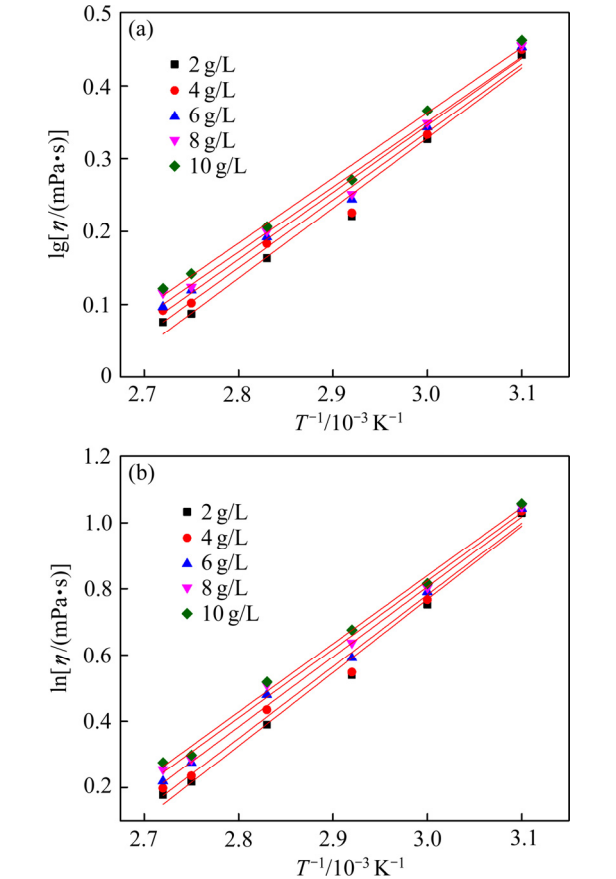 (a)
0.5
0.4
0.3
0.2
0.1
0
lg[η/(mPa•s)]
2 g/L
4 g/L
6 g/L
8 g/L
10 g/L
2.7 2.8 2.9 3.0 3.1
T⁻¹/10⁻³ K⁻¹
(b)
1.2
1.0
0.8
0.6
0.4
0.2
ln[η/(mPa•s)]
2 g/L
4 g/L
6 g/L
8 g/L
10 g/L
2.7 2.8 2.9 3.0 3.1
T⁻¹/10⁻³ K⁻¹